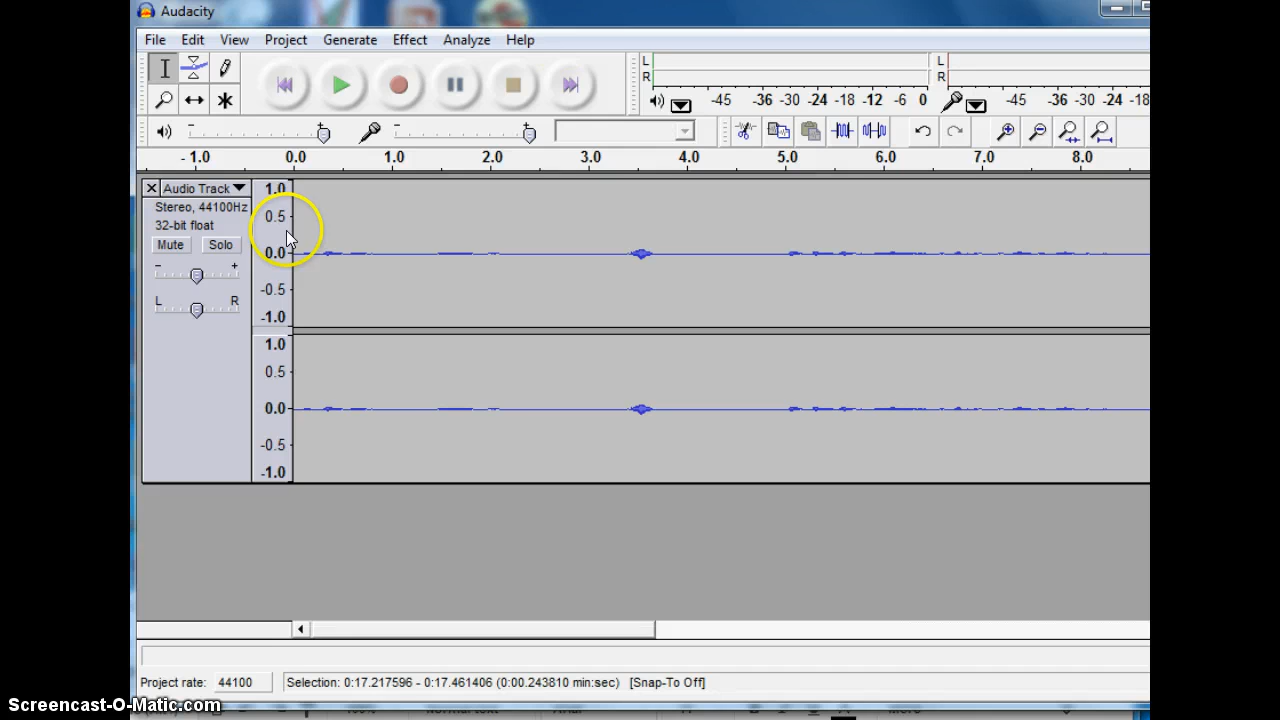 Audacity
File Edit View Project Generate Effect Analyze Help
L
R
-45 -36 -30 -24 -18 -12 -6 0
L
R
-45 -36 -30 -24 -18
- 1.0 0.0 1.0 2.0 3.0 4.0 5.0 6.0 7.0 8.0
Audio Track
Stereo, 44100Hz
32-bit float
Mute Solo
- +
L R
1.0
0.5
0.0
-0.5
-1.0
1.0
0.5
0.0
-0.5
-1.0
Project rate: 44100 Selection: 0:17.217596 - 0:17.461406 (0:00.243810 min:sec) [Snap-To Off]
Screencast-O-Matic.com